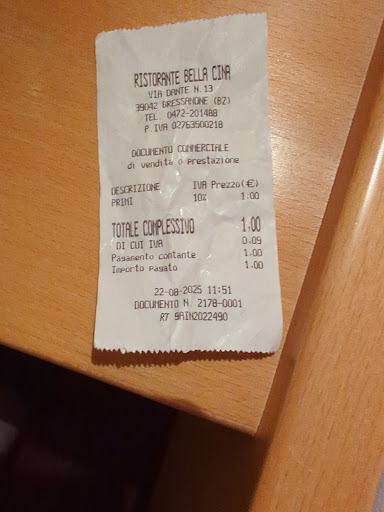 RISTORANTE BELLA CINA
VIA DANTE N.13
39042 BRESSANONE (BZ)
TEL. 0472-201488
P.IVA 02763500218
DOCUMENTO COMMERCIALE
di vendita o prestazione
DESCRIZIONE IVA Prezzo(€)
PRIMI 10% 1.00
TOTALE COMPLESSIVO 1,00
DI CUI IVA 0.09
Pagamento contante 1.00
Importo pagato 1.00
22-08-2025 11:51
DOCUMENTO N. 2178-0001
RT 9AIN2022490